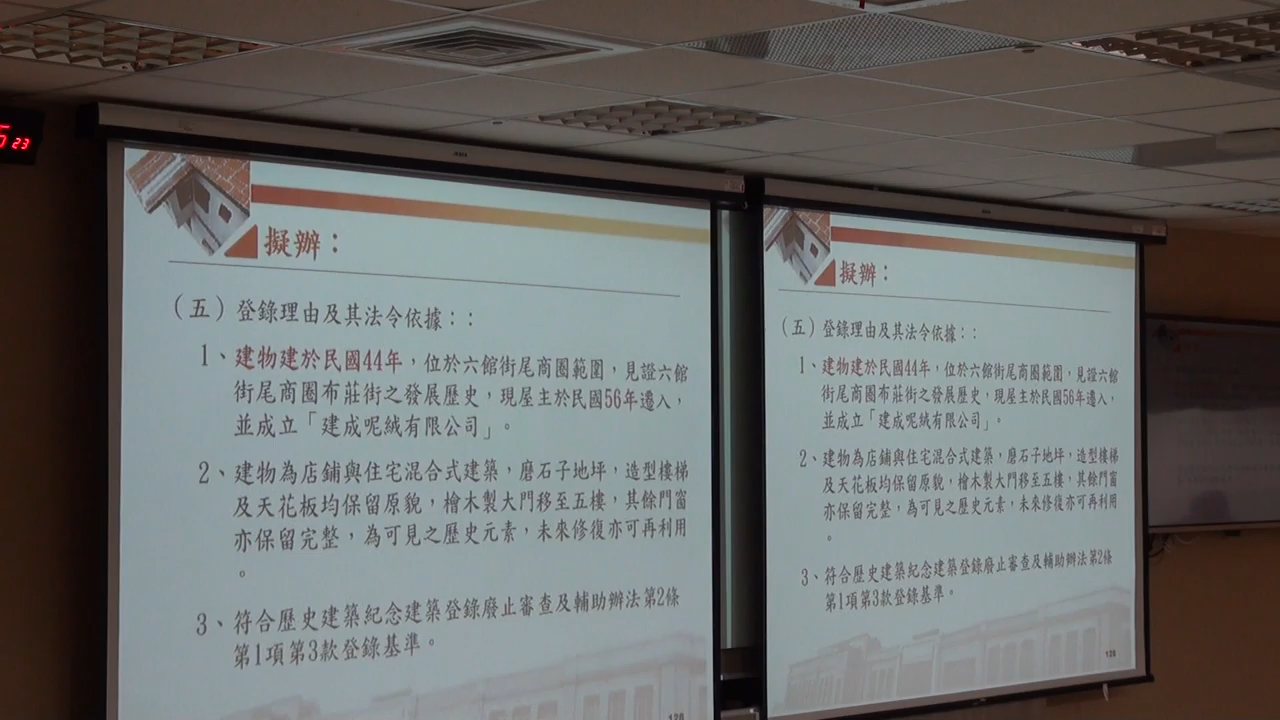 5 23
擬辦：
（五）登錄理由及其法令依據：：
1、建物建於民國44年，位於六館街尾商圈範圍，見證六館
街尾商圈布莊街之發展歷史，現屋主於民國56年遷入，
並成立「建成呢絨有限公司」。
2、建物為店鋪與住宅混合式建築，磨石子地坪，造型樓梯
及天花板均保留原貌，檜木製大門移至五樓，其餘門窗
亦保留完整，為可見之歷史元素，未來修復亦可再利用
。
3、符合歷史建築紀念建築登錄廢止審查及輔助辦法第2條
第1項第3款登錄基準。
128
擬辦：
（五）登錄理由及其法令依據：：
1、建物建於民國44年，位於六館街尾商圈範圍，見證六館
街尾商圈布莊街之發展歷史，現屋主於民國56年遷入，
並成立「建成呢絨有限公司」。
2、建物為店鋪與住宅混合式建築，磨石子地坪，造型樓梯
及天花板均保留原貌，檜木製大門移至五樓，其餘門窗
亦保留完整，為可見之歷史元素，未來修復亦可再利用
。
3、符合歷史建築紀念建築登錄廢止審查及輔助辦法第2條
第1項第3款登錄基準。
128